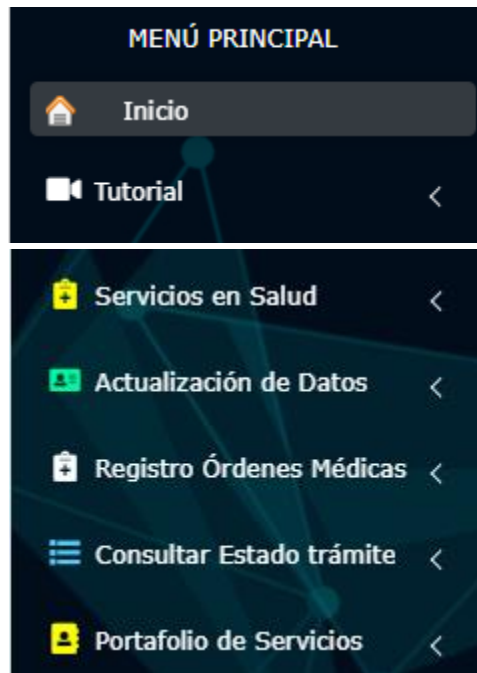 MENÚ PRINCIPAL
Inicio
Tutorial
Servicios en Salud
Actualización de Datos
Registro Órdenes Médicas
Consultar Estado trámite
Portafolio de Servicios